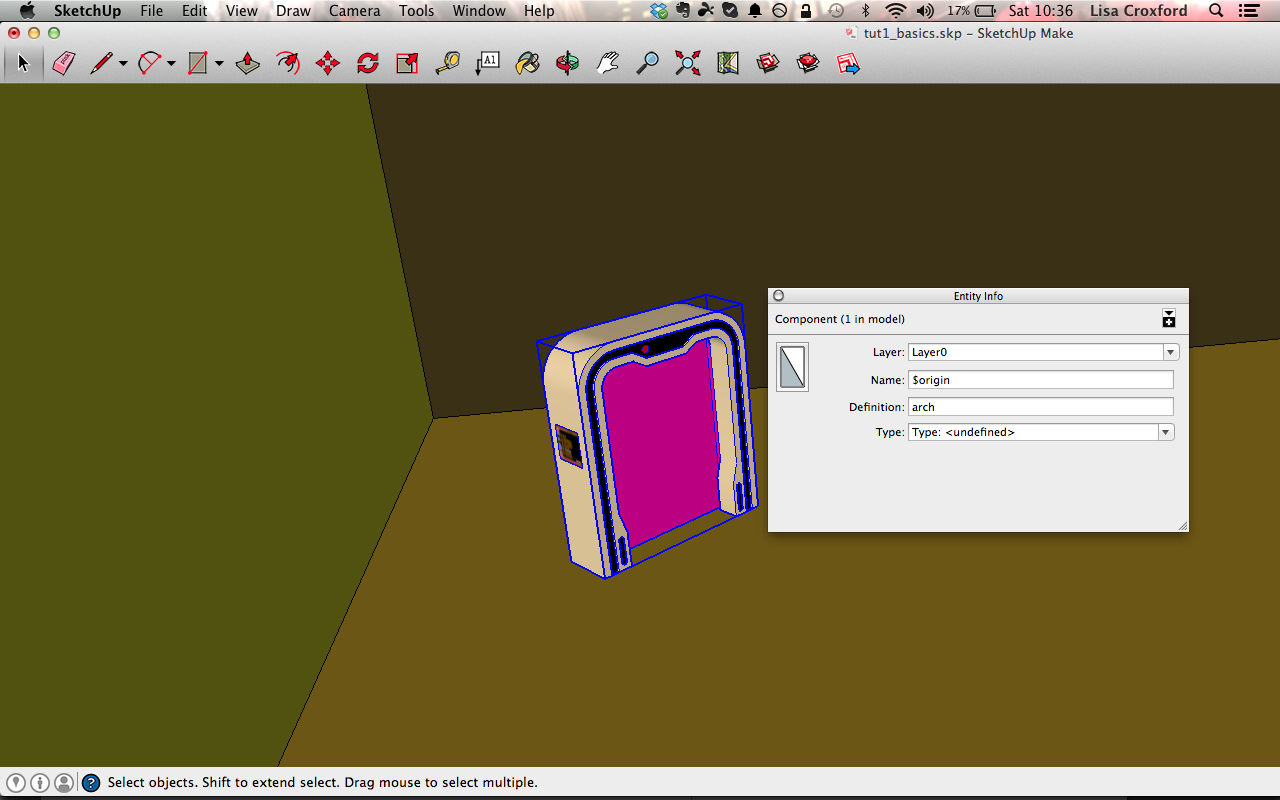 SketchUp File Edit View Draw Camera Tools Window Help 17% Sat 10:36 Lisa Croxford
tut1_basics.skp - SketchUp Make
A1
Entity Info
Component (1 in model)
Layer: Layer0
Name: $origin
Definition: arch
Type: Type: <undefined>
? Select objects. Shift to extend select. Drag mouse to select multiple.